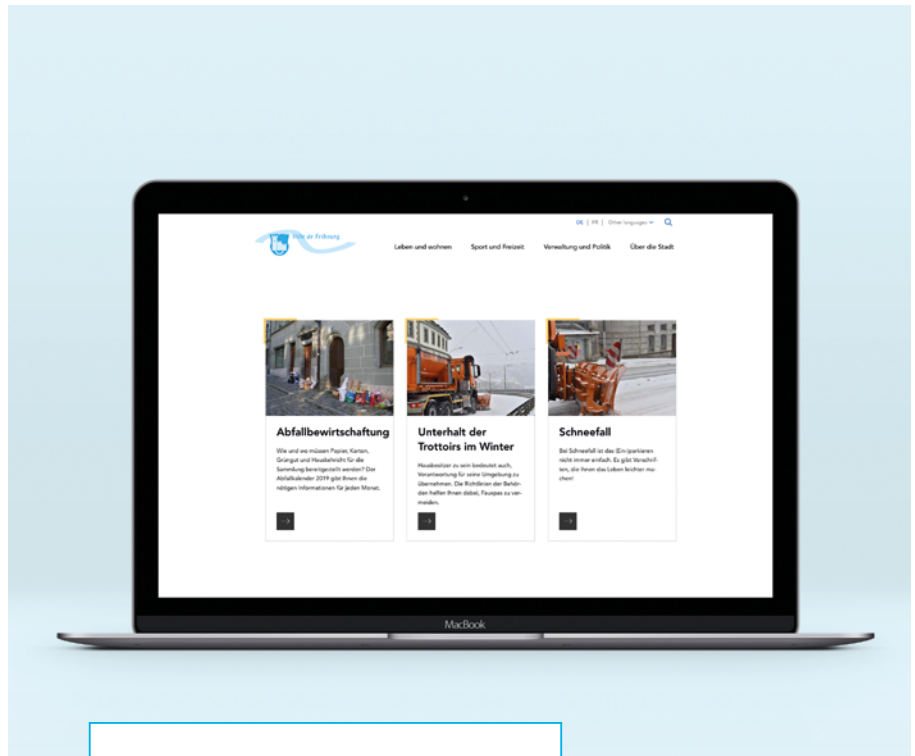 DE | FR | Other languages
Ville de Fribourg
Leben und wohnen Sport und Freizeit Verwaltung und Politik Über die Stadt
Abfallbewirtschaftung
Wie und wo müssen Papier, Karton,
Grüngut und Hauskehricht für die
Sammlung bereitgestellt werden? Der
Abfallkalender 2019 gibt Ihnen die
nötigen Informationen für jeden Monat.
Unterhalt der
Trottoirs im Winter
Hausbesitzer zu sein bedeutet auch,
Verantwortung für seine Umgebung zu
übernehmen. Die Richtlinien der Behör-
den helfen Ihnen dabei, Fauxpas zu ver-
meiden.
Schneefall
Bei Schneefall ist das (Ein-)parkieren
nicht immer einfach. Es gibt Vorschrif-
ten, die Ihnen das Leben leichter ma-
chen!
MacBook